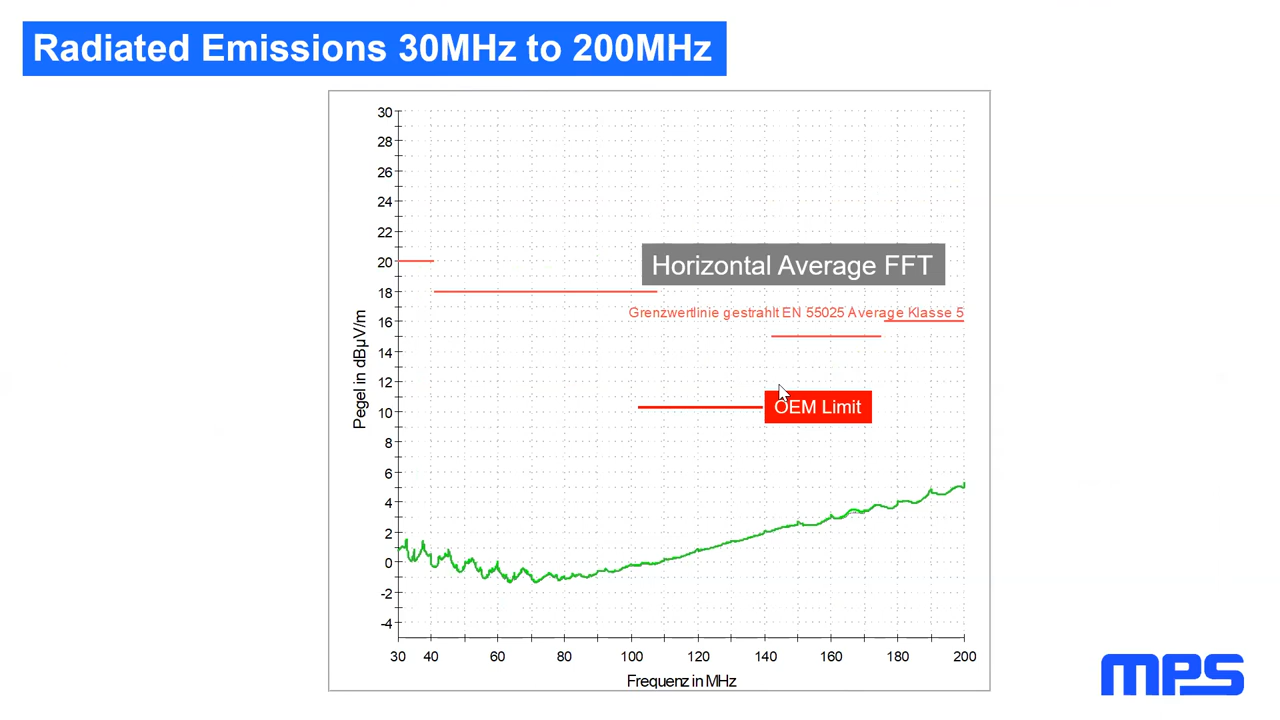 Radiated Emissions 30MHz to 200MHz
30
28
26
24
22
20
18
16
14
12
10
8
6
4
2
0
-2
-4
Pegel in dBµV/m
Horizontal Average FFT
Grenzwertlinie gestrahlt EN 55025 Average Klasse 5
OEM Limit
30 40 60 80 100 120 140 160 180 200
Frequenz in MHz
MPS